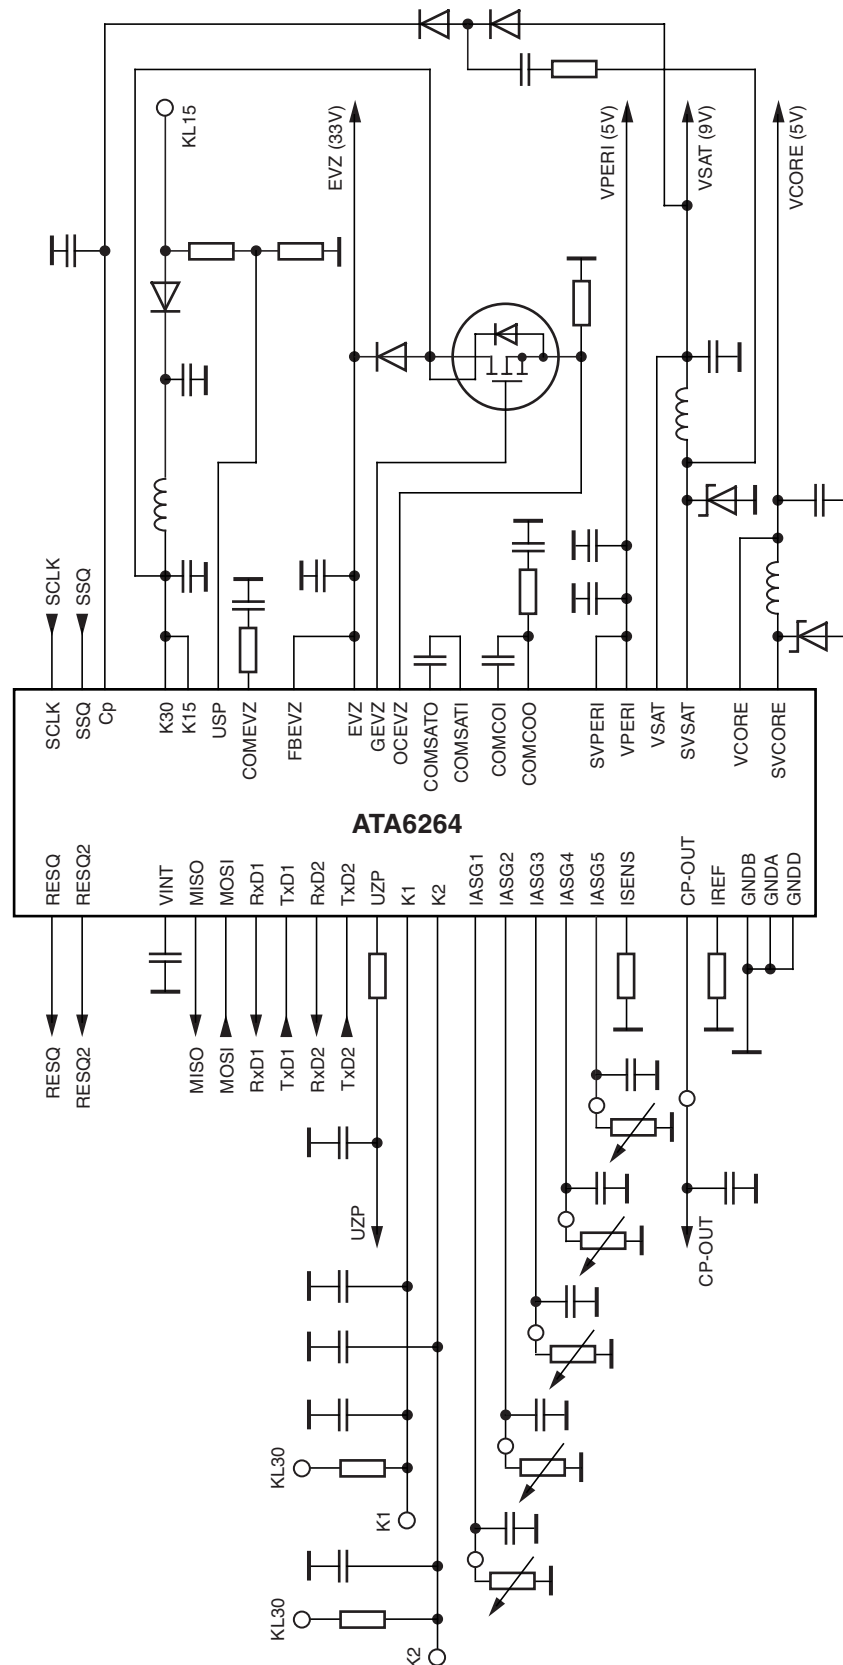 KL15
EVZ (33V)
VPERI (5V)
VSAT (9V)
VCORE (5V)
SCLK
SSQ
SCLK
SSQ
Cp
K30
K15
USP
COMEVZ
FBEVZ
EVZ
GEVZ
OCEVZ
COMSATO
COMSATI
COMCOI
COMCOO
SVPERI
VPERI
VSAT
SVSAT
VCORE
SVCORE
ATA6264
RESQ
RESQ2
VINT
MISO
MOSI
RxD1
TxD1
RxD2
TxD2
UZP
K1
K2
IASG1
IASG2
IASG3
IASG4
IASG5
ISENS
CP-OUT
IREF
GNDB
GNDA
GNDD
RESQ
RESQ2
MISO
MOSI
RxD1
TxD1
RxD2
TxD2
UZP
CP-OUT
KL30
K1
KL30
K2